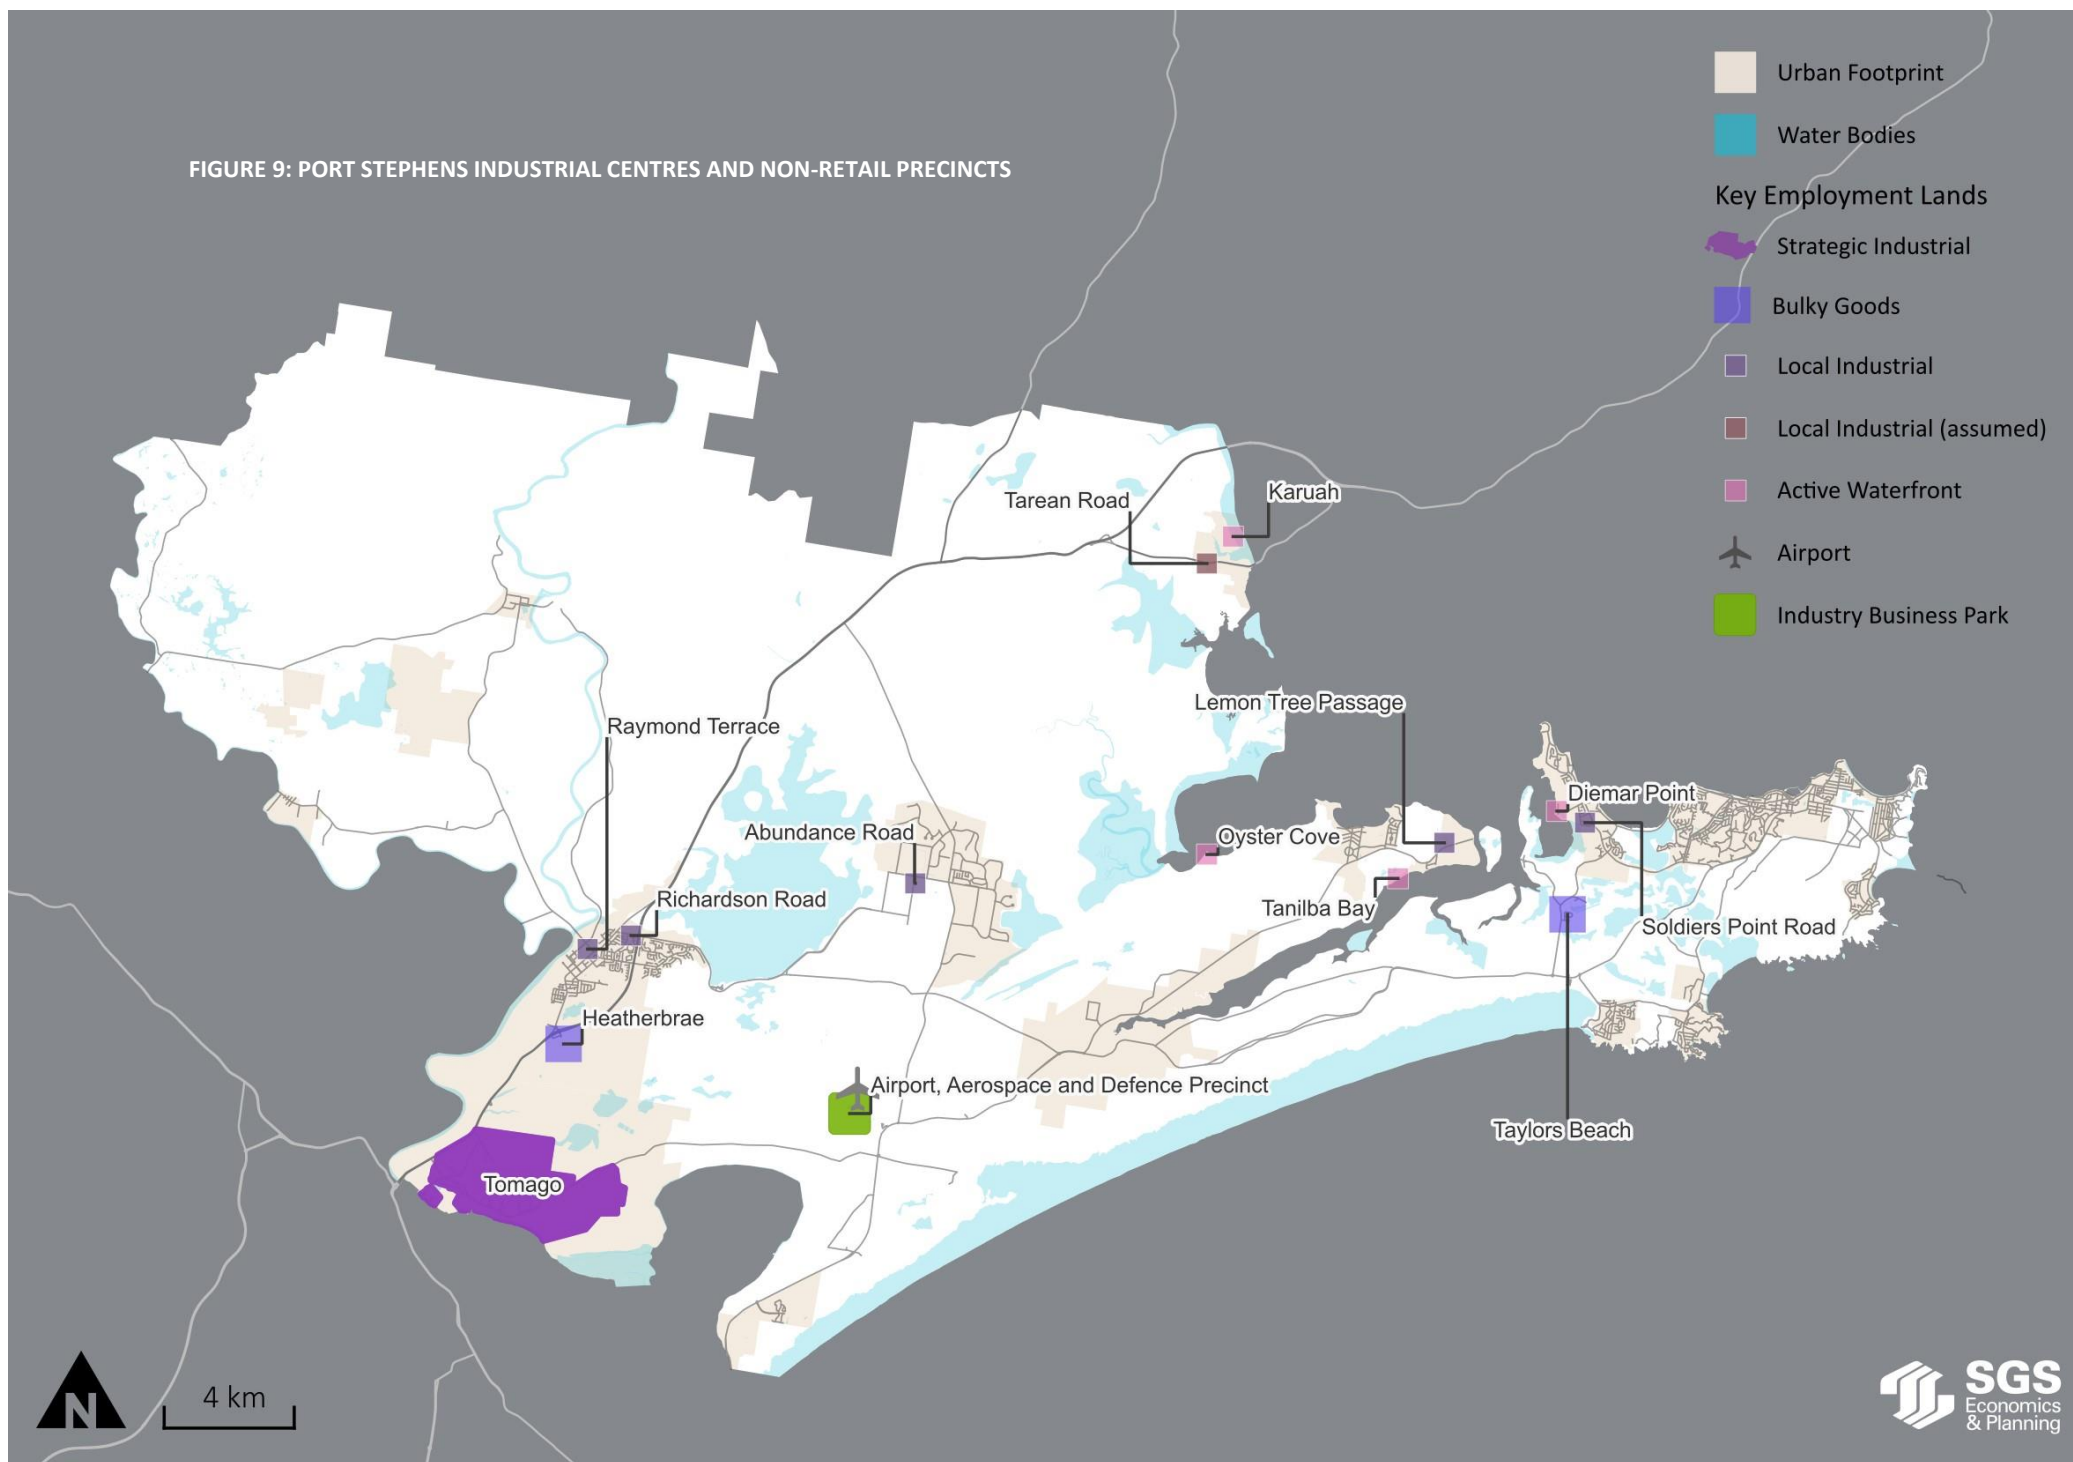 FIGURE 9: PORT STEPHENS INDUSTRIAL CENTRES AND NON-RETAIL PRECINCTS
Urban Footprint
Water Bodies
Key Employment Lands
Strategic Industrial
Bulky Goods
Local Industrial
Local Industrial (assumed)
Active Waterfront
Airport
Industry Business Park
Karuah
Tarean Road
Lemon Tree Passage
Raymond Terrace
Diemar Point
Abundance Road
Oyster Cove
Richardson Road
Tanilba Bay
Soldiers Point Road
Heatherbrae
Airport, Aerospace and Defence Precinct
Taylors Beach
Tomago
N
4 km
SGS
Economics
& Planning